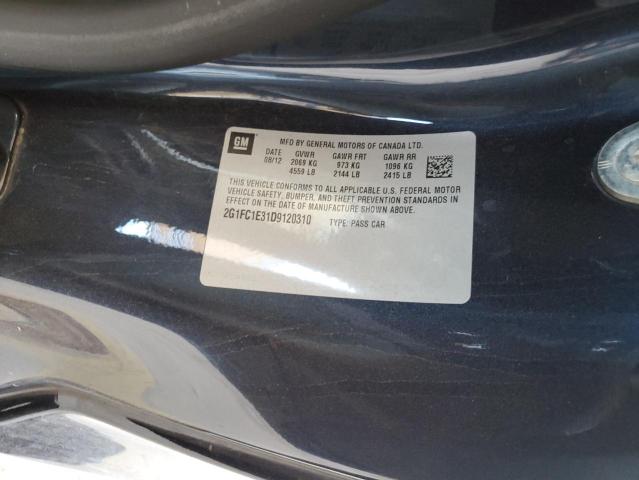 GM
MFD BY GENERAL MOTORS OF CANADA LTD.
DATE GVWR GAWR FRT GAWR RR
08/12 2069 KG 973 KG 1096 KG
4559 LB 2144 LB 2415 LB
THIS VEHICLE CONFORMS TO ALL APPLICABLE U.S. FEDERAL MOTOR
VEHICLE SAFETY, BUMPER, AND THEFT PREVENTION STANDARDS IN
EFFECT ON THE DATE OF MANUFACTURE SHOWN ABOVE.
2G1FC1E31D9120310 TYPE: PASS CAR